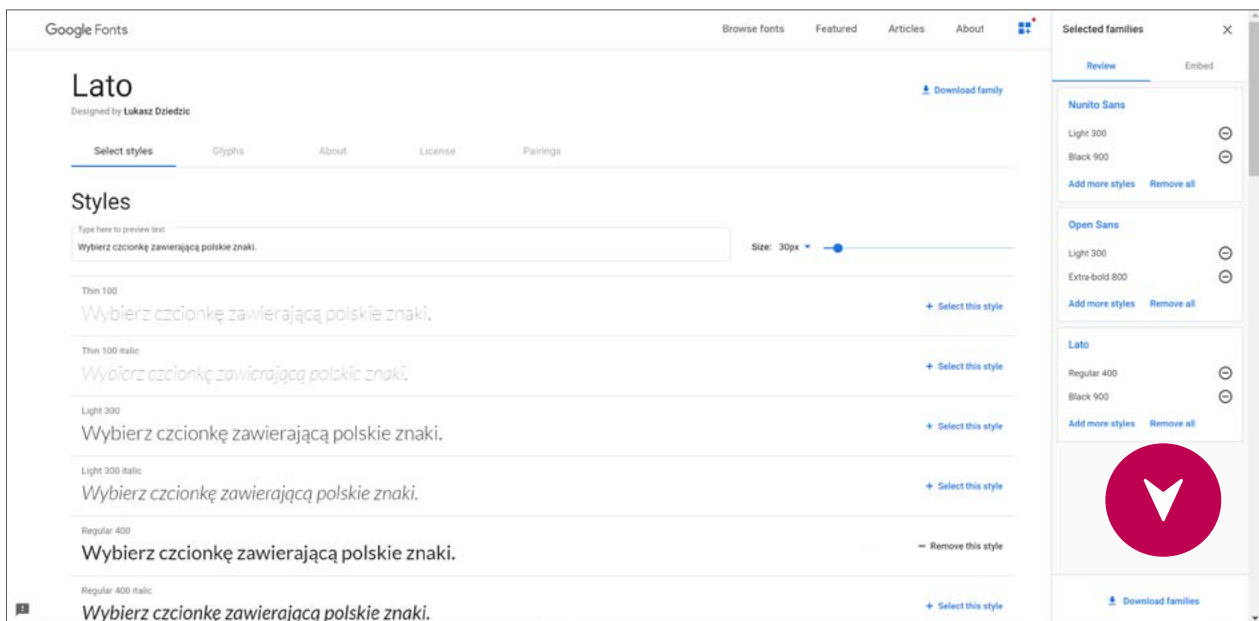 Google Fonts
Browse fonts
Featured
Articles
About
Lato
Designed by Łukasz Dziedzic
Download family
Select styles
Glyphs
About
License
Pairings
Styles
Type here to preview text
Wybierz czcionkę zawierającą polskie znaki.
Size: 30px
Thin 100
Wybierz czcionkę zawierającą polskie znaki.
+ Select this style
Thin 100 italic
Wybierz czcionkę zawierającą polskie znaki.
+ Select this style
Light 300
Wybierz czcionkę zawierającą polskie znaki.
+ Select this style
Light 300 italic
Wybierz czcionkę zawierającą polskie znaki.
+ Select this style
Regular 400
Wybierz czcionkę zawierającą polskie znaki.
− Remove this style
Regular 400 italic
Wybierz czcionkę zawierającą polskie znaki.
+ Select this style
Selected families
Review
Embed
Nunito Sans
Light 300
Black 900
Add more styles Remove all
Open Sans
Light 300
Extra-bold 800
Add more styles Remove all
Lato
Regular 400
Black 900
Add more styles Remove all
Download families